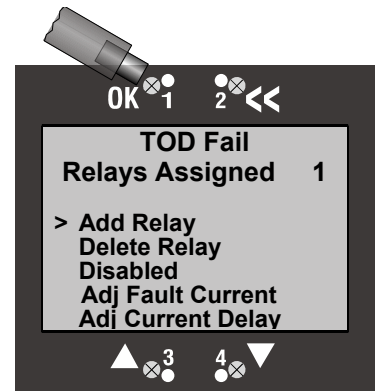 OK 1 2 <<
TOD Fail
Relays Assigned 1
> Add Relay
Delete Relay
Disabled
Adj Fault Current
Adj Current Delay
3 4